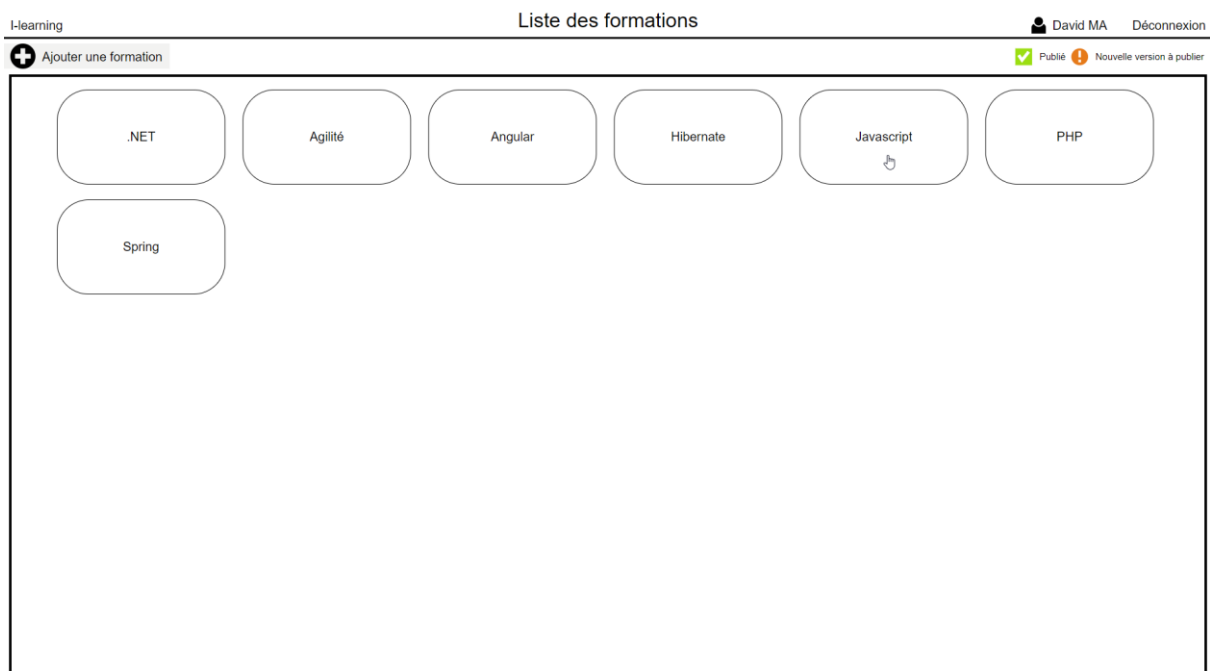 I-learning
Liste des formations
David MA
Déconnexion
Ajouter une formation
Publié
Nouvelle version à publier
.NET
Agilité
Angular
Hibernate
Javascript
PHP
Spring